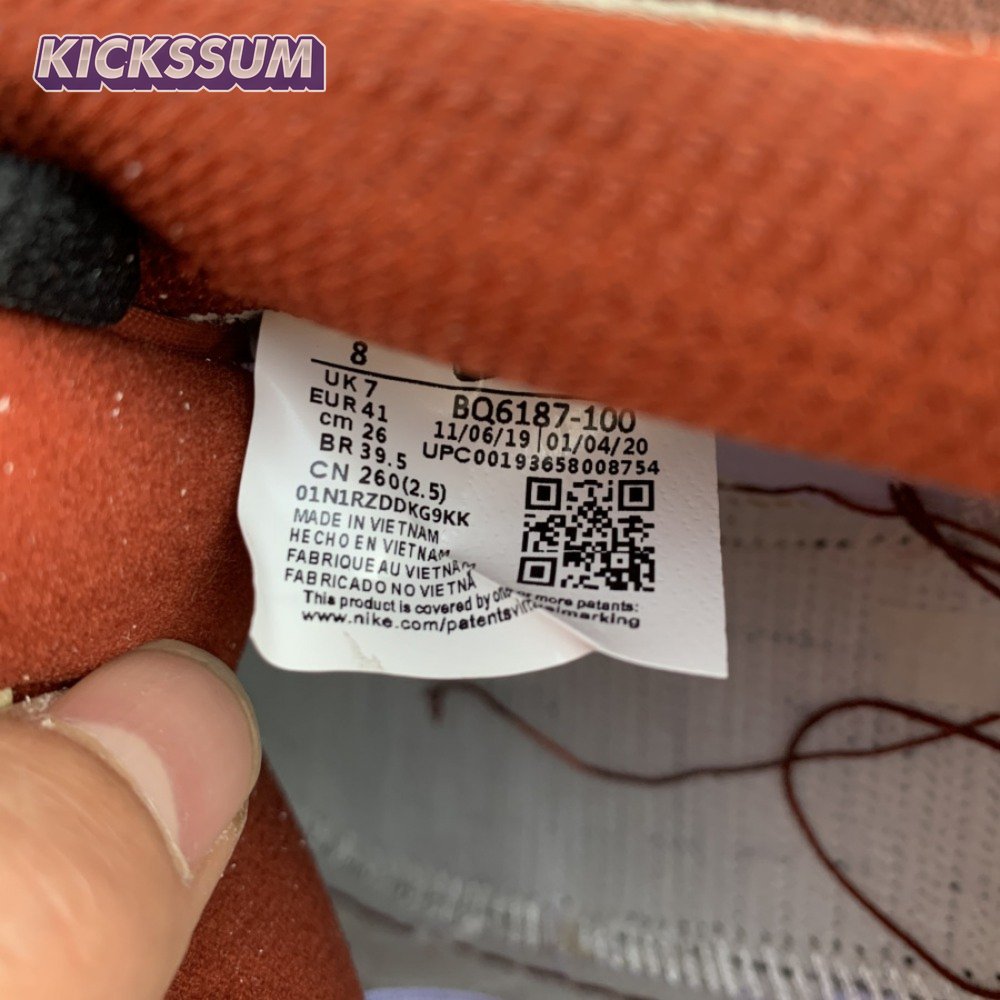 KICKSSUM
8
UK 7
EUR 41
cm 26
BR 39.5
CN 260(2.5)
BQ6187-100
11/06/19 01/04/20
UPC00193658008754
01N1RZDDKG9KK
MADE IN VIETNAM
HECHO EN VIETNAM
FABRIQUE AU VIETNA
FABRICADO NO VIETNA
This product is covered by one or more patents:
www.nike.com/patentsvirtualmarking